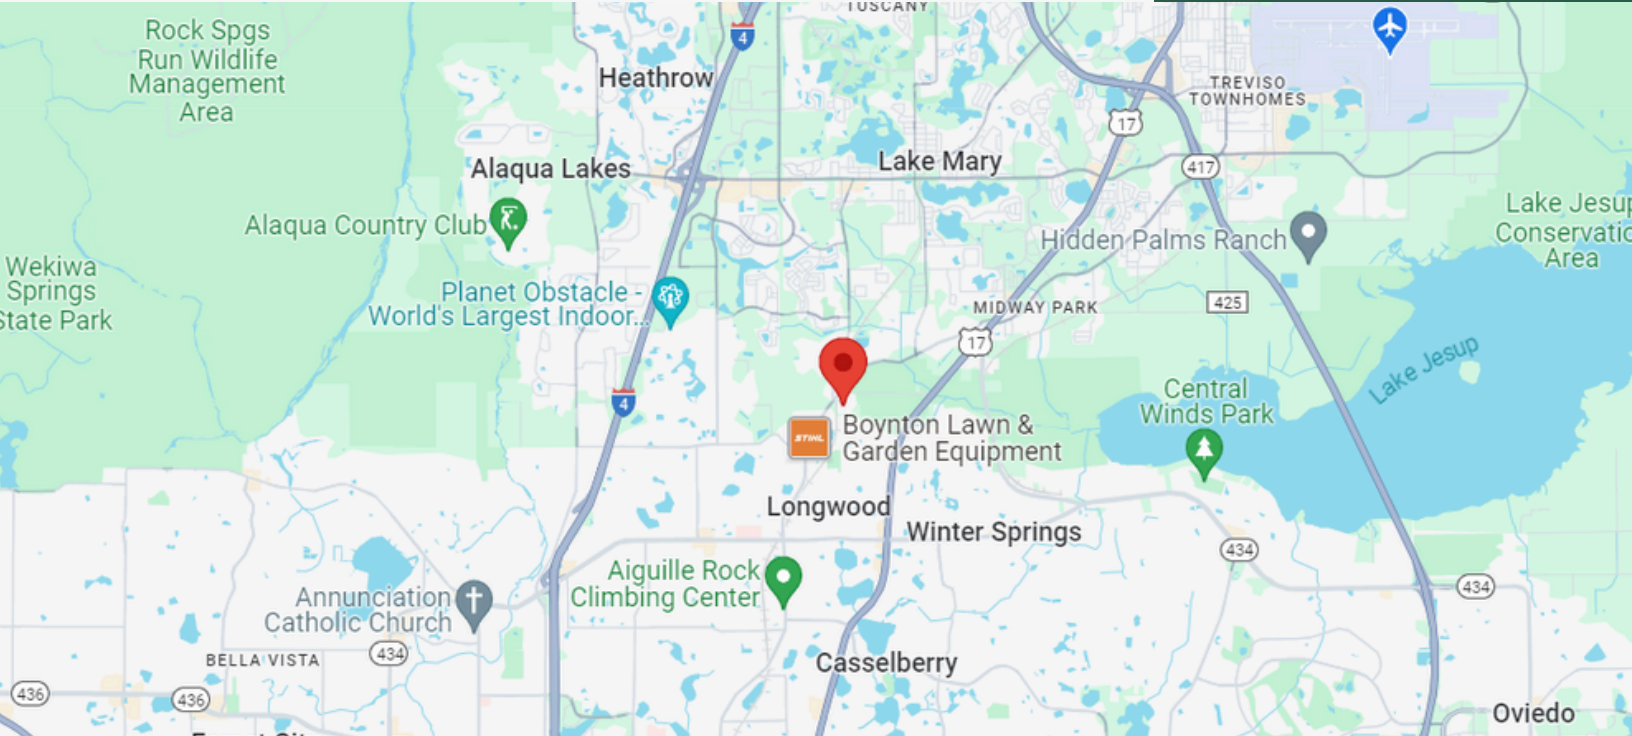 TUSCANY
4
Rock Spgs
Run Wildlife
Management
Area
Heathrow
TREVISO
TOWNHOMES
17
Alaqua Lakes
Lake Mary
417
Alaqua Country Club
Hidden Palms Ranch
Lake Jesup
Conservatio
Area
Wekiwa
Springs
State Park
Planet Obstacle -
World's Largest Indoor...
MIDWAY PARK
425
17
Lake Jesup
4
Central
Winds Park
STIHL
Boynton Lawn &
Garden Equipment
Longwood
Winter Springs
434
Aiguille Rock
Climbing Center
434
Annunciation
Catholic Church
434
BELLA VISTA
Casselberry
436
436
Oviedo